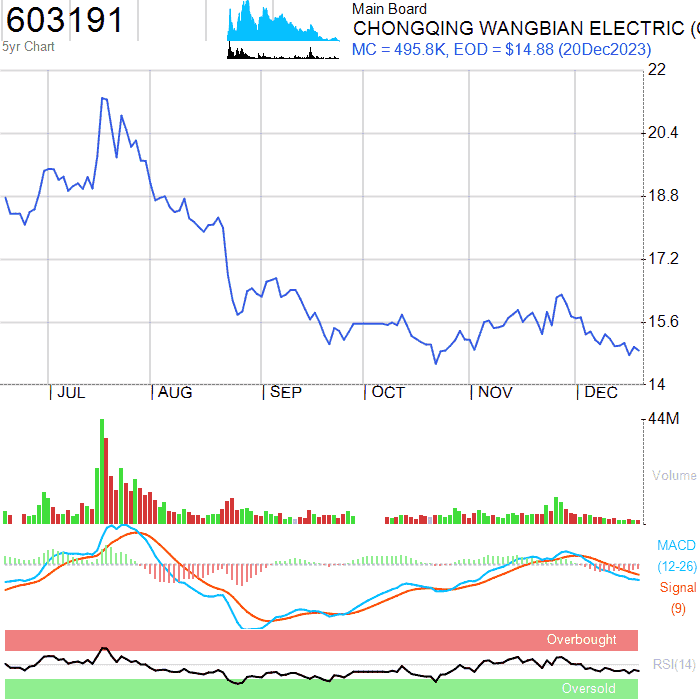 603191
5yr Chart
Main Board
CHONGQING WANGBIAN ELECTRIC (
MC = 495.8K, EOD = $14.88 (20Dec2023)
22
20.4
18.8
17.2
15.6
14
JUL AUG SEP OCT NOV DEC
44M
Volume
MACD
(12-26)
Signal
(9)
Overbought
RSI(14)
Oversold